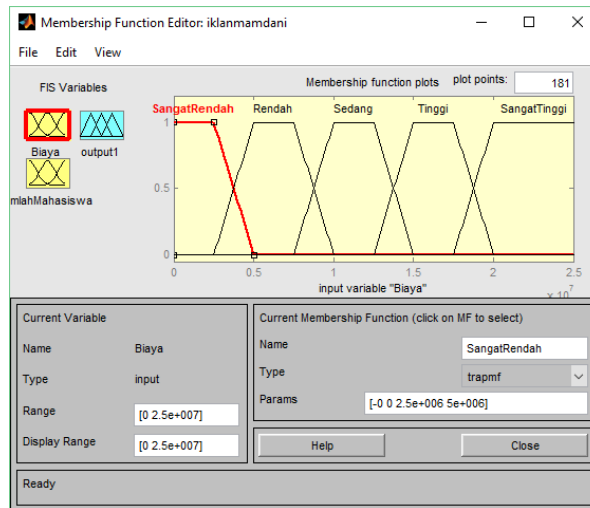 Membership Function Editor: iklanmamdani
File Edit View
FIS Variables
Membership function plots plot points: 181
SangatRendah Rendah Sedang Tinggi SangatTinggi
1
0.5
0
0 0.5 1 1.5 2 2.5
input variable "Biaya"
x 10^7
Biaya output1
mlahMahasiswa
Current Variable
Name Biaya
Type input
Range [0 2.5e+007]
Display Range [0 2.5e+007]
Current Membership Function (click on MF to select)
Name SangatRendah
Type trapmf
Params [-0 0 2.5e+006 5e+006]
Help Close
Ready